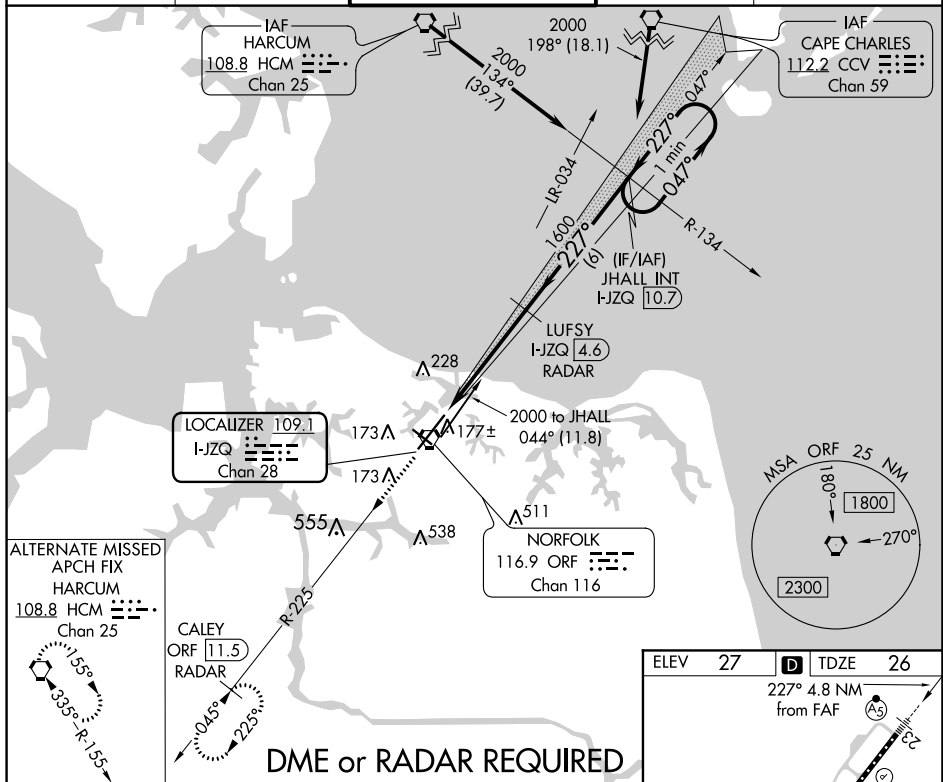 IAF
HARCUM
108.8 HCM
Chan 25
2000
134°
(39.7)
2000
198° (18.1)
IAF
CAPE CHARLES
112.2 CCV
Chan 59
047°
227°
1 min
047°
LR-034
R-134
1600
227°
(6)
(IF/IAF)
JHALL INT
I-JZQ 10.7
LUFSY
I-JZQ 4.6
RADAR
228
2000 to JHALL
044° (11.8)
LOCALIZER 109.1
I-JZQ
Chan 28
173
177±
173
555
538
511
NORFOLK
116.9 ORF
Chan 116
MSA ORF 25 NM
180°
1800
270°
2300
ALTERNATE MISSED
APCH FIX
HARCUM
108.8 HCM
Chan 25
155°
335°
R-155
R-225
CALEY
ORF 11.5
RADAR
045°
225°
DME or RADAR REQUIRED
ELEV 27 D TDZE 26
227° 4.8 NM
from FAF
A5
23
P